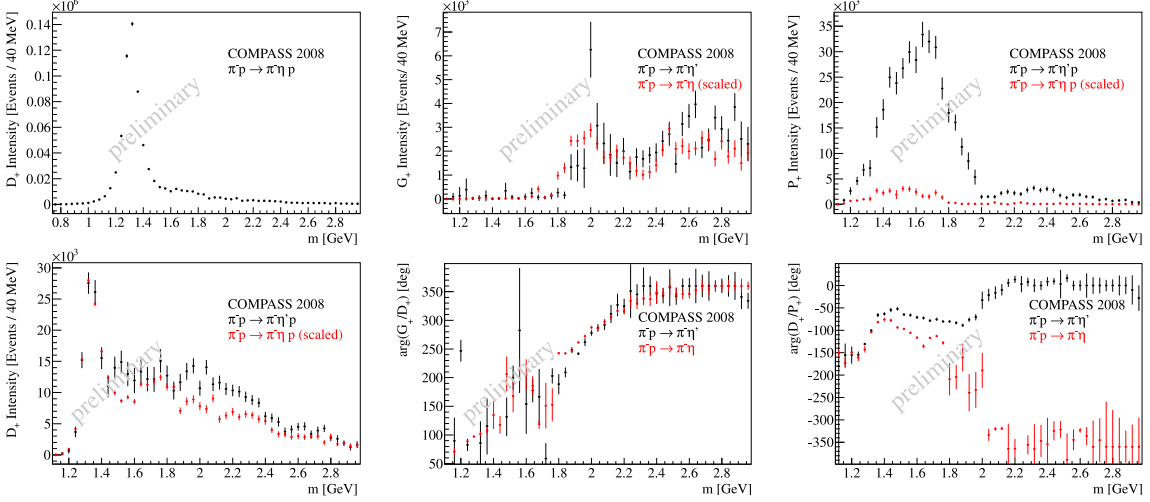 ×10⁶
D₊ Intensity [Events / 40 MeV]
0.14
0.12
0.1
0.08
0.06
0.04
0.02
0
0.8 1 1.2 1.4 1.6 1.8 2 2.2 2.4 2.6 2.8
m [GeV]
COMPASS 2008
π⁻p → π⁻η p
preliminary
×10³
G₊ Intensity [Events/ 40 MeV]
8
7
6
5
4
3
2
1
0
1.2 1.4 1.6 1.8 2 2.2 2.4 2.6 2.8
m [GeV]
COMPASS 2008
π⁻p → π⁻η’
π⁻p → π⁻η (scaled)
preliminary
×10³
P₊ Intensity [Events / 40 MeV]
35
30
25
20
15
10
5
0
1.2 1.4 1.6 1.8 2 2.2 2.4 2.6 2.8
m [GeV]
COMPASS 2008
π⁻p → π⁻η’p
π⁻p → π⁻η p (scaled)
preliminary
×10³
D₊ Intensity [Events / 40 MeV]
30
25
20
15
10
5
0
1.2 1.4 1.6 1.8 2 2.2 2.4 2.6 2.8
m [GeV]
COMPASS 2008
π⁻p → π⁻η’p
π⁻p → π⁻η p (scaled)
preliminary
arg(G₊/D₊) [deg]
350
300
250
200
150
100
50
1.2 1.4 1.6 1.8 2 2.2 2.4 2.6 2.8
m [GeV]
COMPASS 2008
π⁻p → π⁻η’
π⁻p → π⁻η
preliminary
arg(D₊/P₊) [deg]
0
-50
-100
-150
-200
-250
-300
-350
1.2 1.4 1.6 1.8 2 2.2 2.4 2.6 2.8
m [GeV]
COMPASS 2008
π⁻p → π⁻η’
π⁻p → π⁻η
preliminary